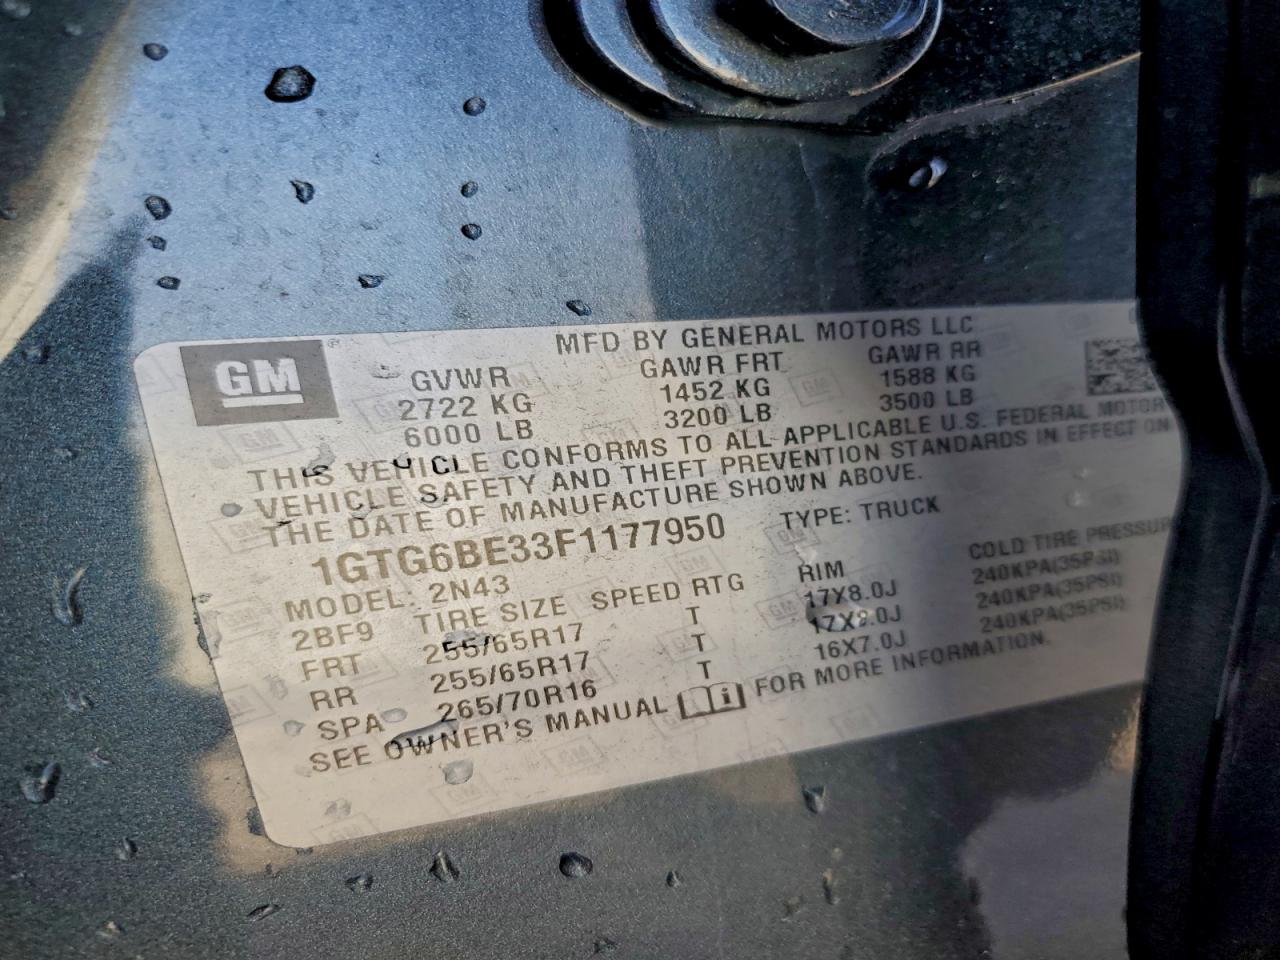 GM
MFD BY GENERAL MOTORS LLC
GVWR GAWR FRT GAWR RR
2722 KG 1452 KG 1588 KG
6000 LB 3200 LB 3500 LB
THIS VEHICLE CONFORMS TO ALL APPLICABLE U.S. FEDERAL MOTOR
VEHICLE SAFETY AND THEFT PREVENTION STANDARDS IN EFFECT ON
THE DATE OF MANUFACTURE SHOWN ABOVE.
1GTG6BE33F1177950 TYPE: TRUCK
MODEL: 2N43
2BF9 TIRE SIZE SPEED RTG RIM COLD TIRE PRESSUR
FRT 255/65R17 T 17X8.0J 240KPA(35PSI)
RR 255/65R17 T 17X8.0J 240KPA(35PSI)
SPA 265/70R16 T 16X7.0J 240KPA(35PSI)
SEE OWNER'S MANUAL i FOR MORE INFORMATION.